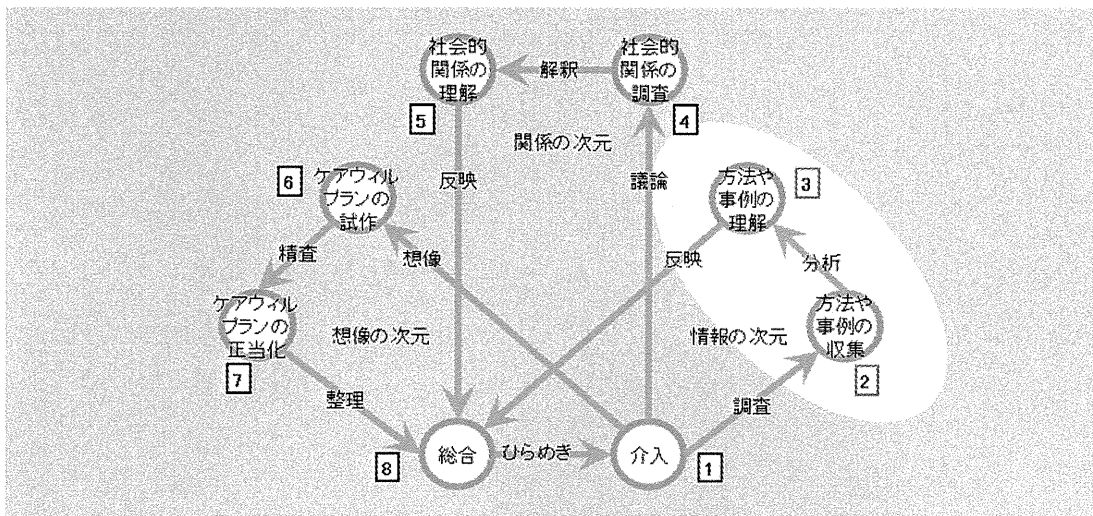 社会的
関係の
理解
5
解釈
社会的
関係の
調査
4
関係の次元
6
ケアウィル
プランの
試作
反映
議論
方法や
事例の
理解
3
精査
想像
反映
分析
ケアウィル
プランの
正当化
7
想像の次元
情報の次元
方法や
事例の
収集
2
整理
調査
8
総合
ひらめき
介入
1